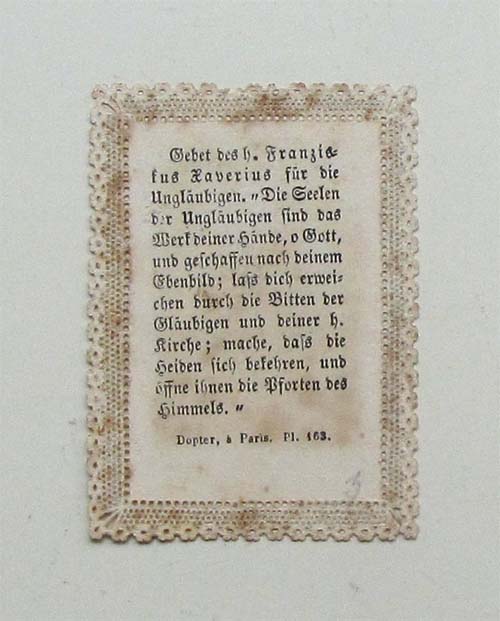 Gebet des h. Franzis=
kus Xaverius für die
Ungläubigen. „Die Seelen
der Ungläubigen sind das
Werk deiner Hände, o Gott,
und geschaffen nach deinem
Ebenbild; laſs dich erwei=
chen durch die Bitten der
Gläubigen und deiner h.
Kirche; mache, daſs die
Heiden sich bekehren, und
öffne ihnen die Pforten des
Himmels. „
Dopter, à Paris. Pl. 163.
3